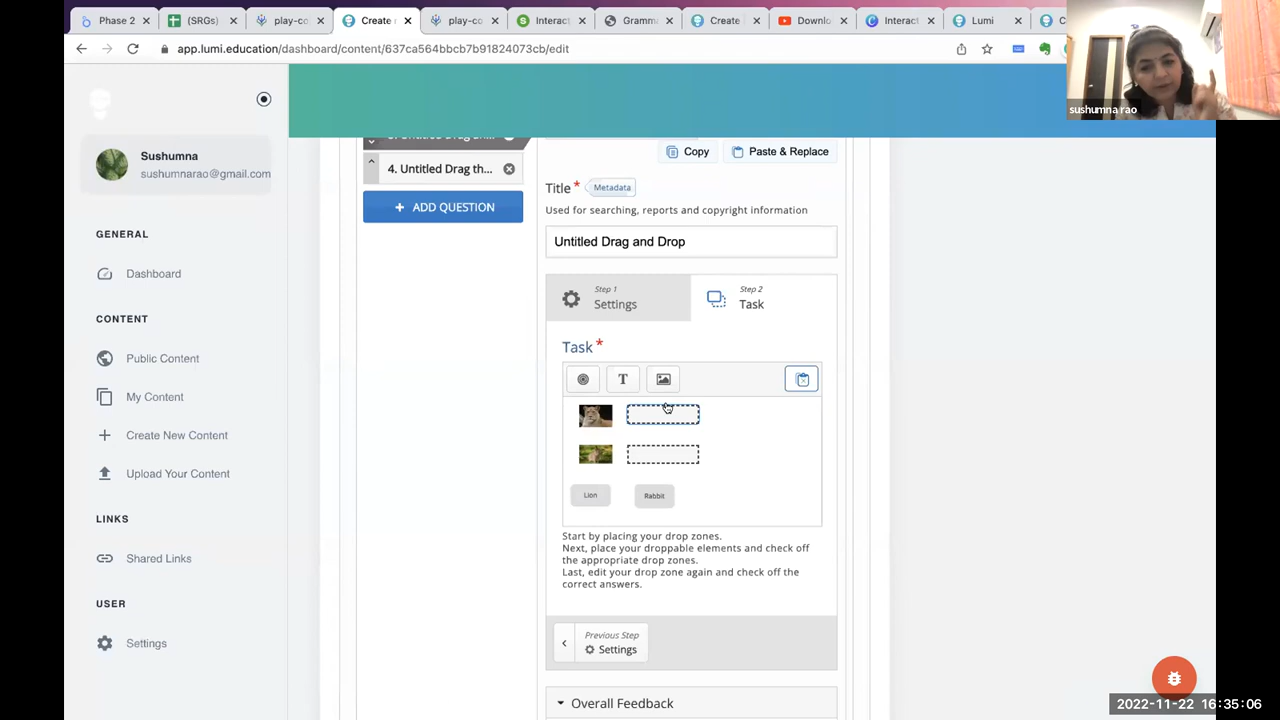 Phase 2
(SRGs)
play-co
Create
play-co
Interact
Gramma
Create
Downlo
Interact
Lumi
app.lumi.education/dashboard/content/637ca564bbcb7b91824073cb/edit
sushumna rao
Sushumna
sushumnarao@gmail.com
GENERAL
Dashboard
CONTENT
Public Content
My Content
Create New Content
Upload Your Content
LINKS
Shared Links
USER
Settings
4. Untitled Drag th...
+ ADD QUESTION
Copy
Paste & Replace
Title * Metadata
Used for searching, reports and copyright information
Untitled Drag and Drop
Step 1
Settings
Step 2
Task
Task *
T
Lion
Rabbit
Start by placing your drop zones.
Next, place your droppable elements and check off
the appropriate drop zones.
Last, edit your drop zone again and check off the
correct answers.
Previous Step
Settings
Overall Feedback
2022-11-22 16:35:06